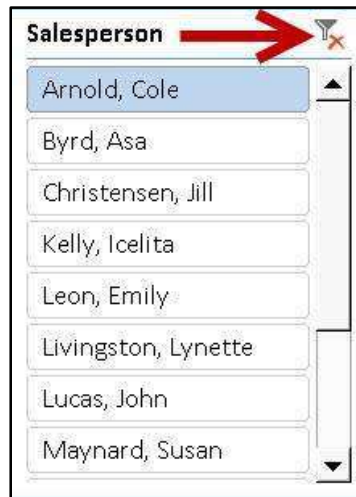 Salesperson
Arnold, Cole
Byrd, Asa
Christensen, Jill
Kelly, Icelita
Leon, Emily
Livingston, Lynette
Lucas, John
Maynard, Susan